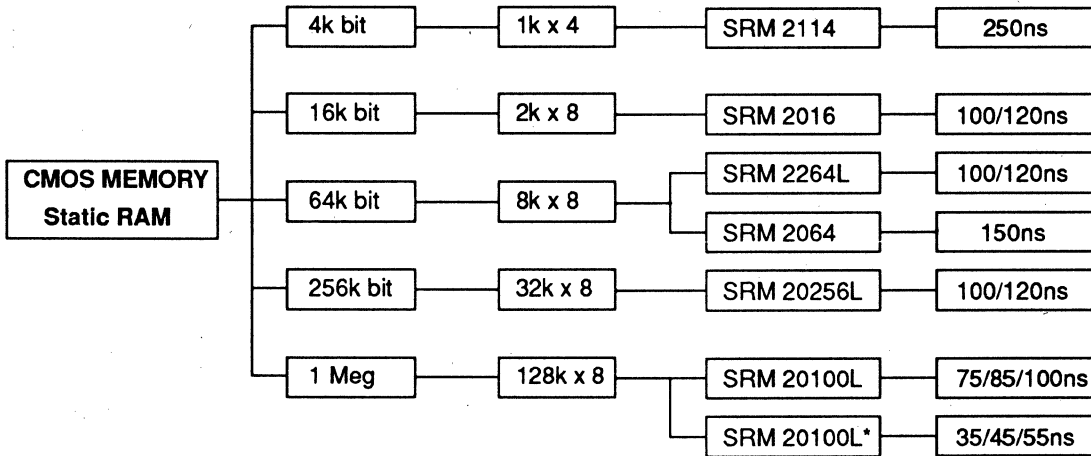 4k bit 1k x 4 SRM 2114 250ns
16k bit 2k x 8 SRM 2016 100/120ns
CMOS MEMORY
Static RAM
64k bit 8k x 8 SRM 2264L 100/120ns
SRM 2064 150ns
256k bit 32k x 8 SRM 20256L 100/120ns
1 Meg 128k x 8 SRM 20100L 75/85/100ns
SRM 20100L* 35/45/55ns